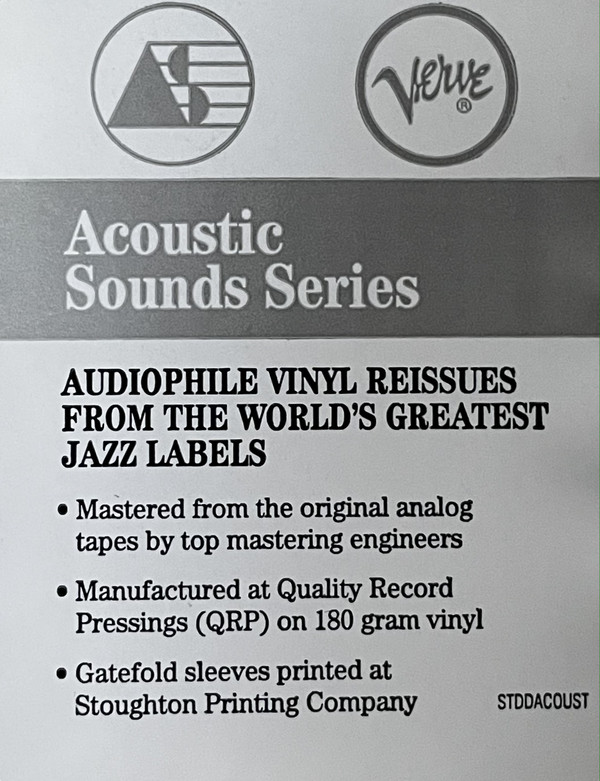 AS
Verve®
Acoustic
Sounds Series
AUDIOPHILE VINYL REISSUES
FROM THE WORLD'S GREATEST
JAZZ LABELS
• Mastered from the original analog
tapes by top mastering engineers
• Manufactured at Quality Record
Pressings (QRP) on 180 gram vinyl
• Gatefold sleeves printed at
Stoughton Printing Company
STDDACOUST